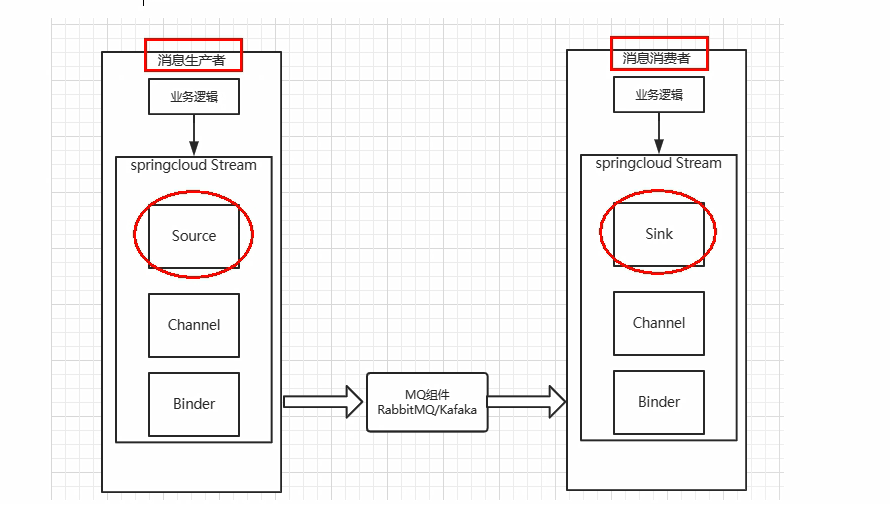 消息生产者
业务逻辑
springcloud Stream
Source
Channel
Binder
MQ组件
RabbitMQ/Kafaka
消息消费者
业务逻辑
springcloud Stream
Sink
Channel
Binder